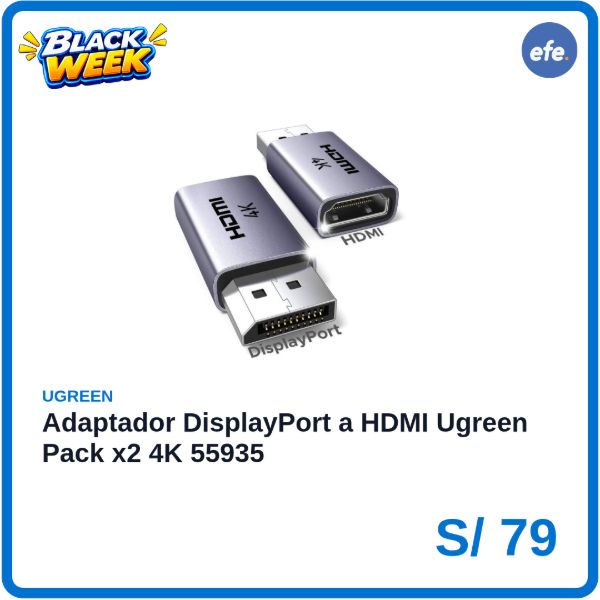 BLACK
WEEK
efe.
HDMI
4K
HDMI
HDMI
4K
DisplayPort
UGREEN
Adaptador DisplayPort a HDMI Ugreen
Pack x2 4K 55935
S/ 79